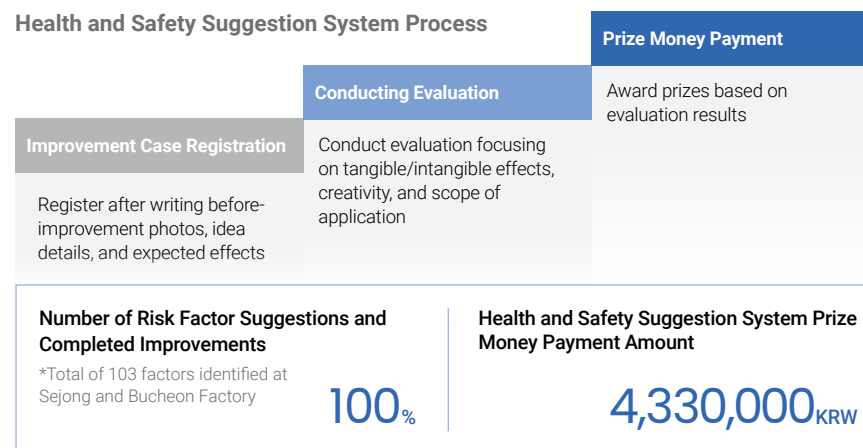 Health and Safety Suggestion System Process
Improvement Case Registration
Register after writing before-
improvement photos, idea
details, and expected effects
Conducting Evaluation
Conduct evaluation focusing
on tangible/intangible effects,
creativity, and scope of
application
Prize Money Payment
Award prizes based on
evaluation results
Number of Risk Factor Suggestions and
Completed Improvements
*Total of 103 factors identified at
Sejong and Bucheon Factory
100%
Health and Safety Suggestion System Prize
Money Payment Amount
4,330,000KRW